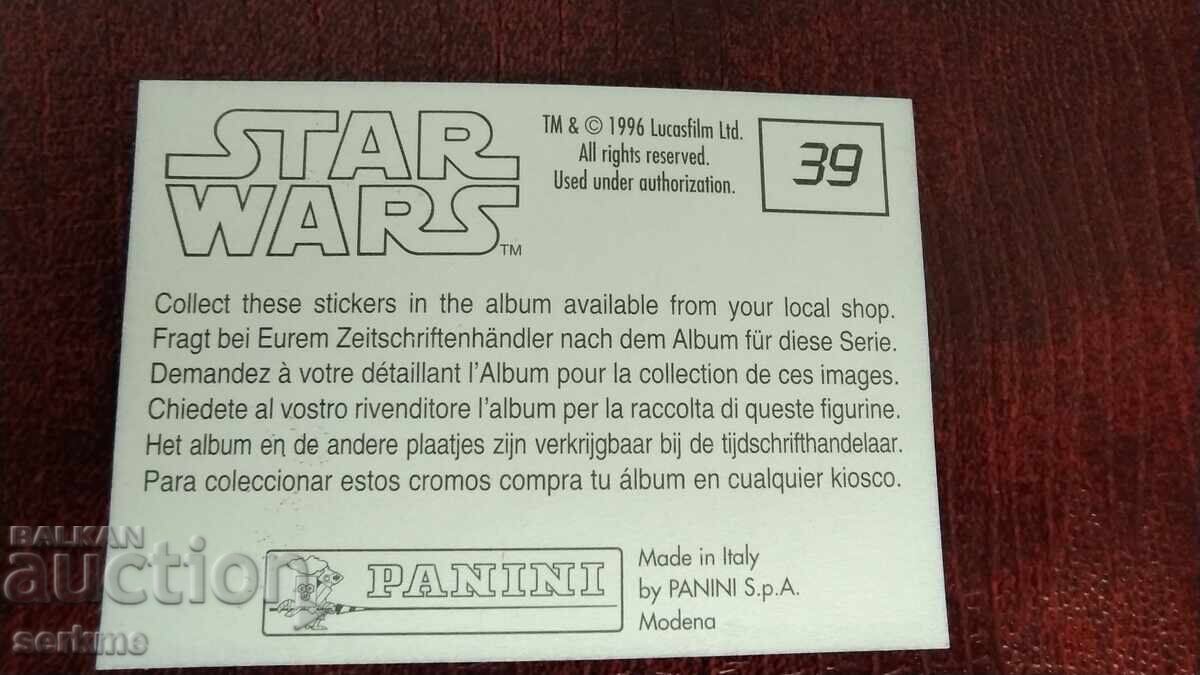 STAR
WARS TM
TM & © 1996 Lucasfilm Ltd.
All rights reserved.
Used under authorization.
39
Collect these stickers in the album available from your local shop.
Fragt bei Eurem Zeitschriftenhändler nach dem Album für diese Serie.
Demandez à votre détaillant l'Album pour la collection de ces images.
Chiedete al vostro rivenditore l'album per la raccolta di queste figurine.
Het album en de andere plaatjes zijn verkrijgbaar bij de tijdschrifthandelaar.
Para coleccionar estos cromos compra tu álbum en cualquier kiosco.
PANINI
Made in Italy
by PANINI S.p.A.
Modena
BALKAN
auction
serkme